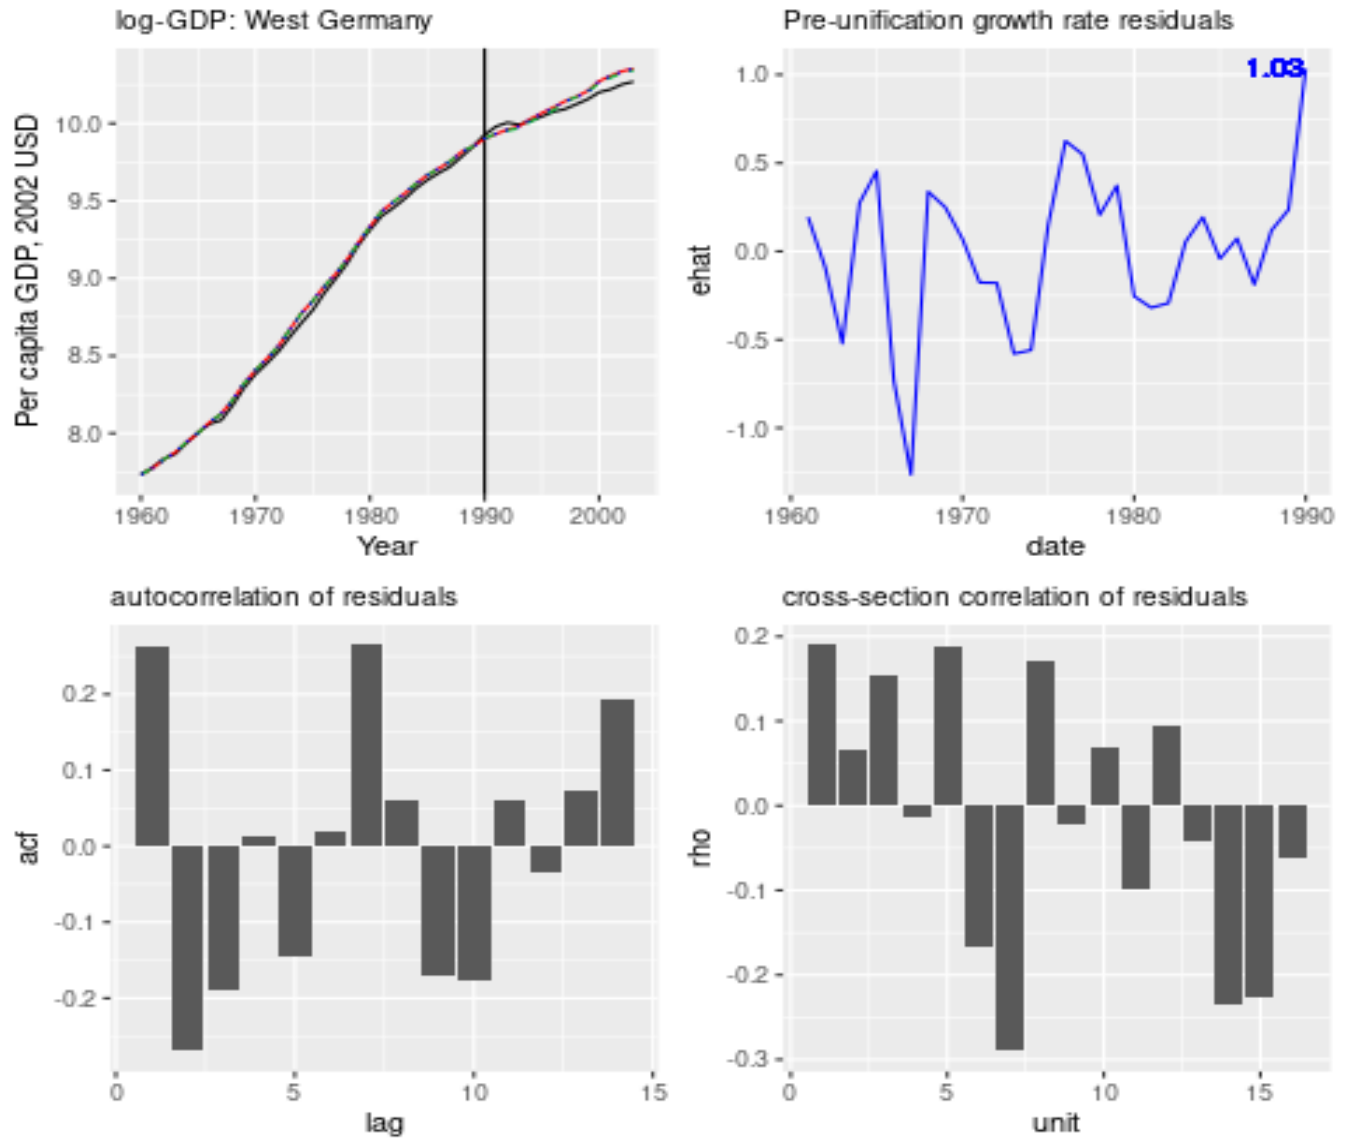 log-GDP: West Germany
Per capita GDP, 2002 USD
10.0
9.5
9.0
8.5
8.0
1960 1970 1980 1990 2000
Year
Pre-unification growth rate residuals
1.03
ehat
1.0
0.5
0.0
-0.5
-1.0
1960 1970 1980 1990
date
autocorrelation of residuals
acf
0.2
0.1
0.0
-0.1
-0.2
0 5 10 15
lag
cross-section correlation of residuals
rho
0.2
0.1
0.0
-0.1
-0.2
-0.3
0 5 10 15
unit